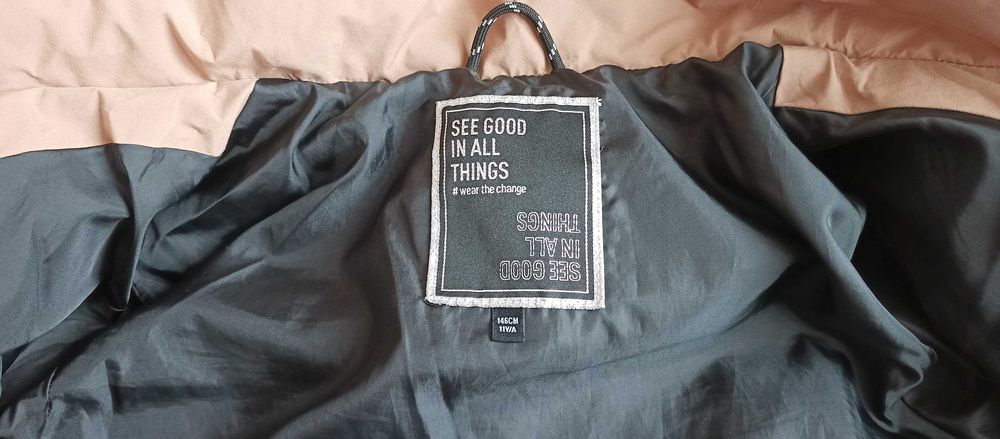 SEE GOOD
IN ALL
THINGS
# wear the change
SEE GOOD
IN ALL
THINGS
146CM
11Y/A